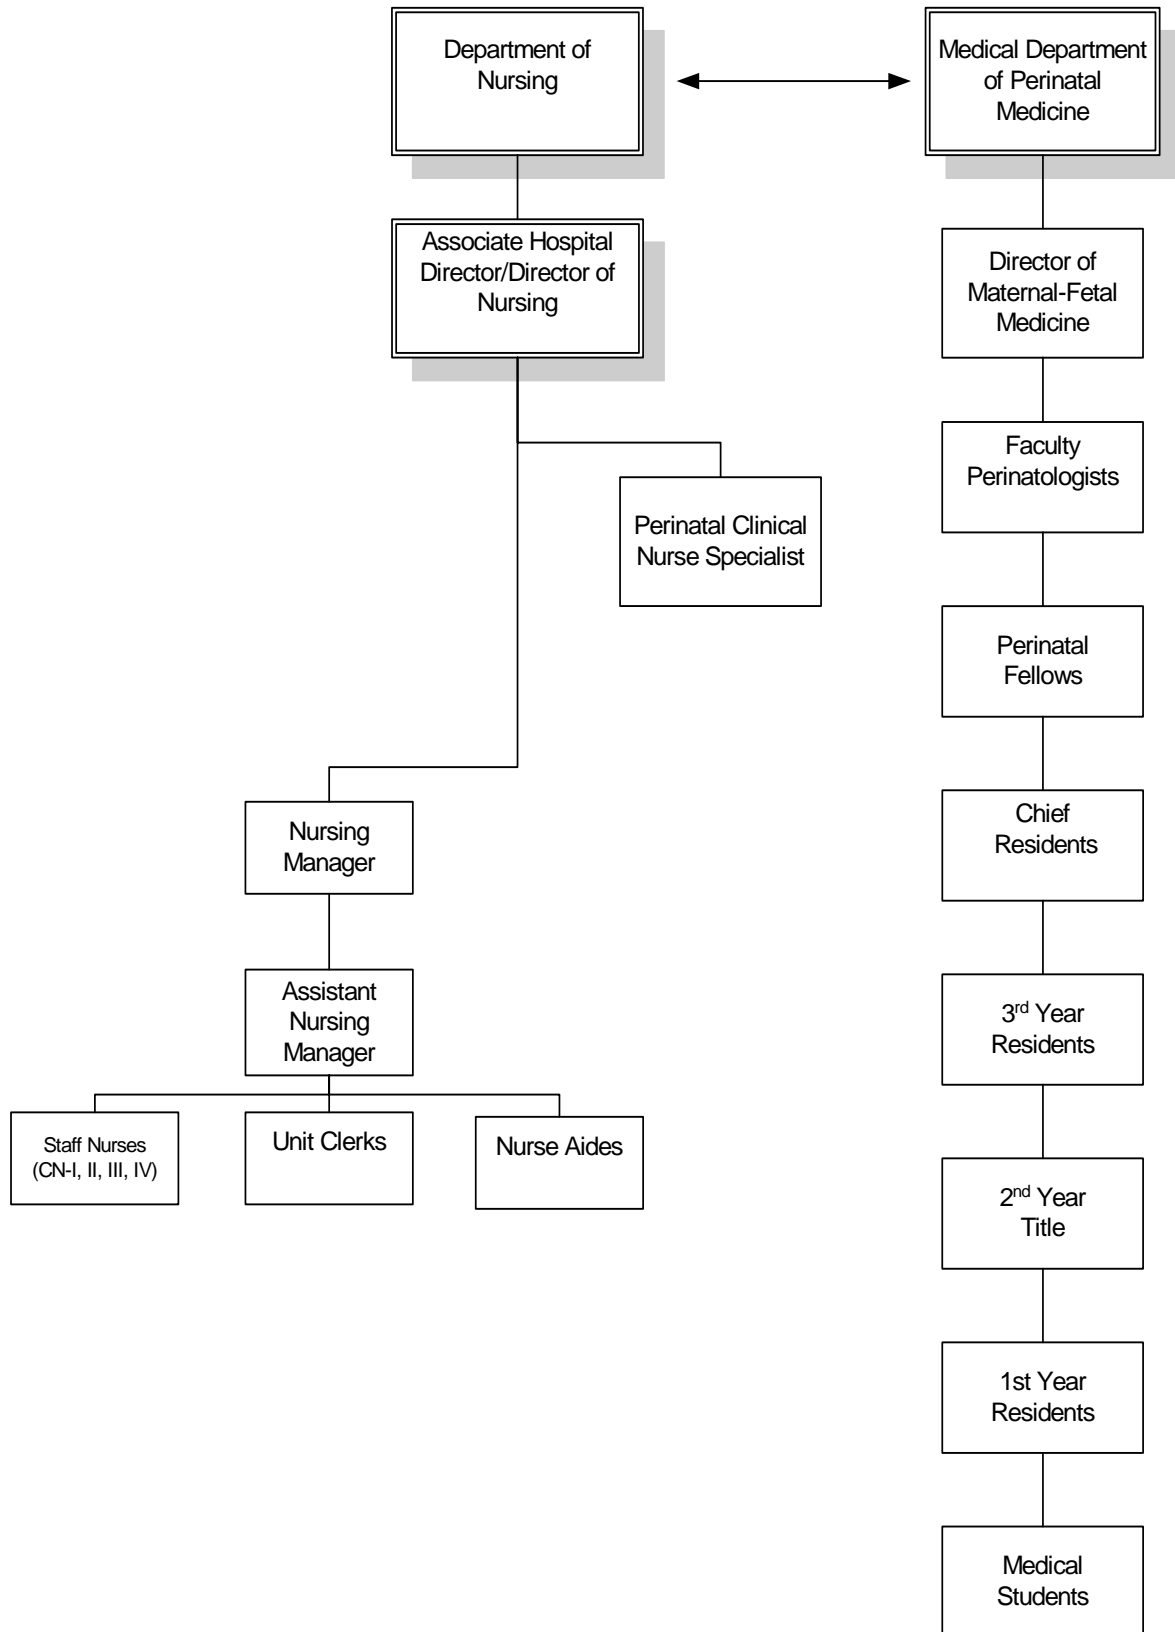 Department of
Nursing
Medical Department
of Perinatal
Medicine
Associate Hospital
Director/Director of
Nursing
Director of
Maternal-Fetal
Medicine
Faculty
Perinatologists
Perinatal Clinical
Nurse Specialist
Perinatal
Fellows
Nursing
Manager
Chief
Residents
Assistant
Nursing
Manager
3rd Year
Residents
Staff Nurses
(CN-I, II, III, IV)
Unit Clerks
Nurse Aides
2nd Year
Title
1st Year
Residents
Medical
Students